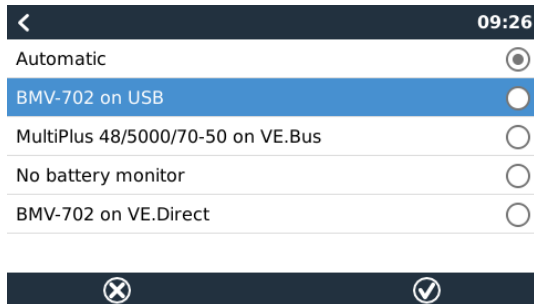 09:26
Automatic
BMV-702 on USB
MultiPlus 48/5000/70-50 on VE.Bus
No battery monitor
BMV-702 on VE.Direct